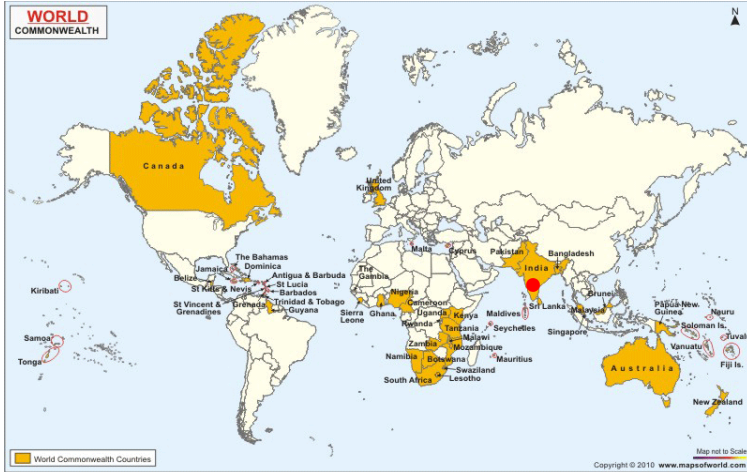 WORLD
COMMONWEALTH
N
Canada
United
Kingdom
Malta
Cyprus
Pakistan
Bangladesh
India
The Bahamas
Jamaica
Dominica
Belize
Antigua & Barbuda
St Kitts & Nevis
St Lucia
Barbados
St Vincent &
Grenadines
Grenada
Trinidad & Tobago
Guyana
The
Gambia
Sierra
Leone
Ghana
Nigeria
Cameroon
Uganda
Kenya
Rwanda
Tanzania
Zambia
Malawi
Mozambique
Namibia
Botswana
Swaziland
South Africa
Lesotho
Maldives
Seychelles
Mauritius
Sri Lanka
Brunei
Malaysia
Singapore
Papua New
Guinea
Nauru
Soloman Is.
Tuval
Vanuatu
Fiji Is.
Australia
New Zealand
Kiribati
Samoa
Tonga
World Commonwealth Countries
Map not to Scale
Copyright © 2010 www.mapsofworld.com